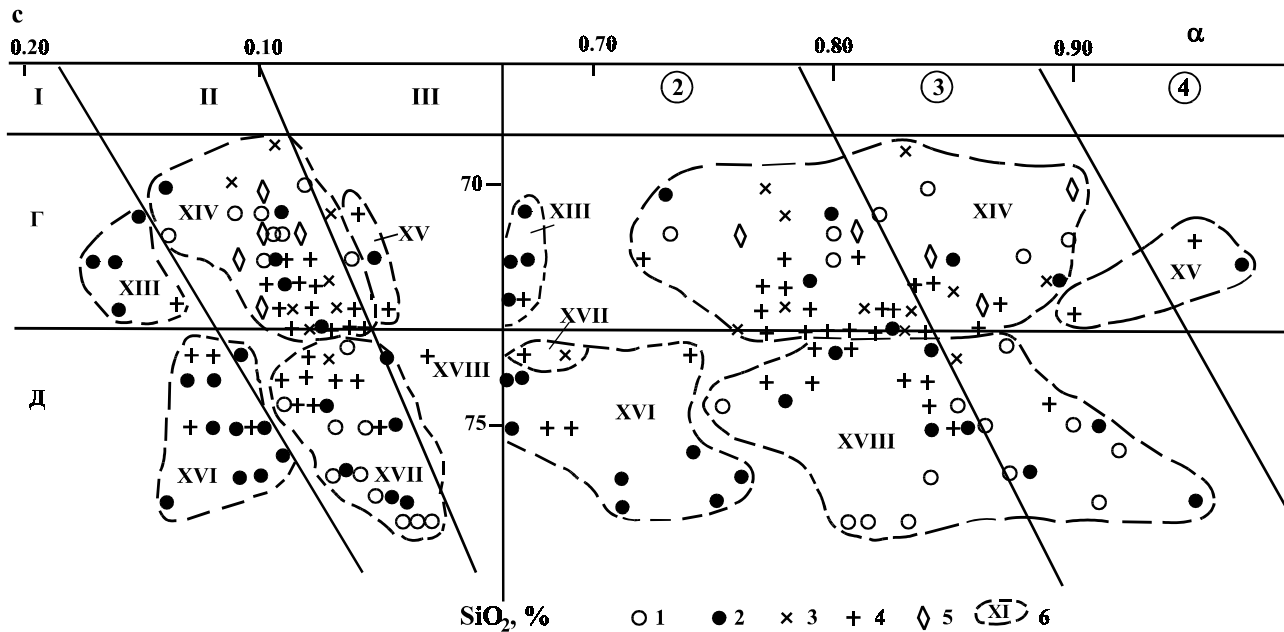 c
0.20 0.10 0.70 0.80 0.90 α
I II III 2 3 4
70
Г XIV XV XIII XIV XV
XIII
XVII
XVIII
Д XVI
75
XVIII
XVI XVII
SiO₂, % 1 2 3 4 5 XI 6